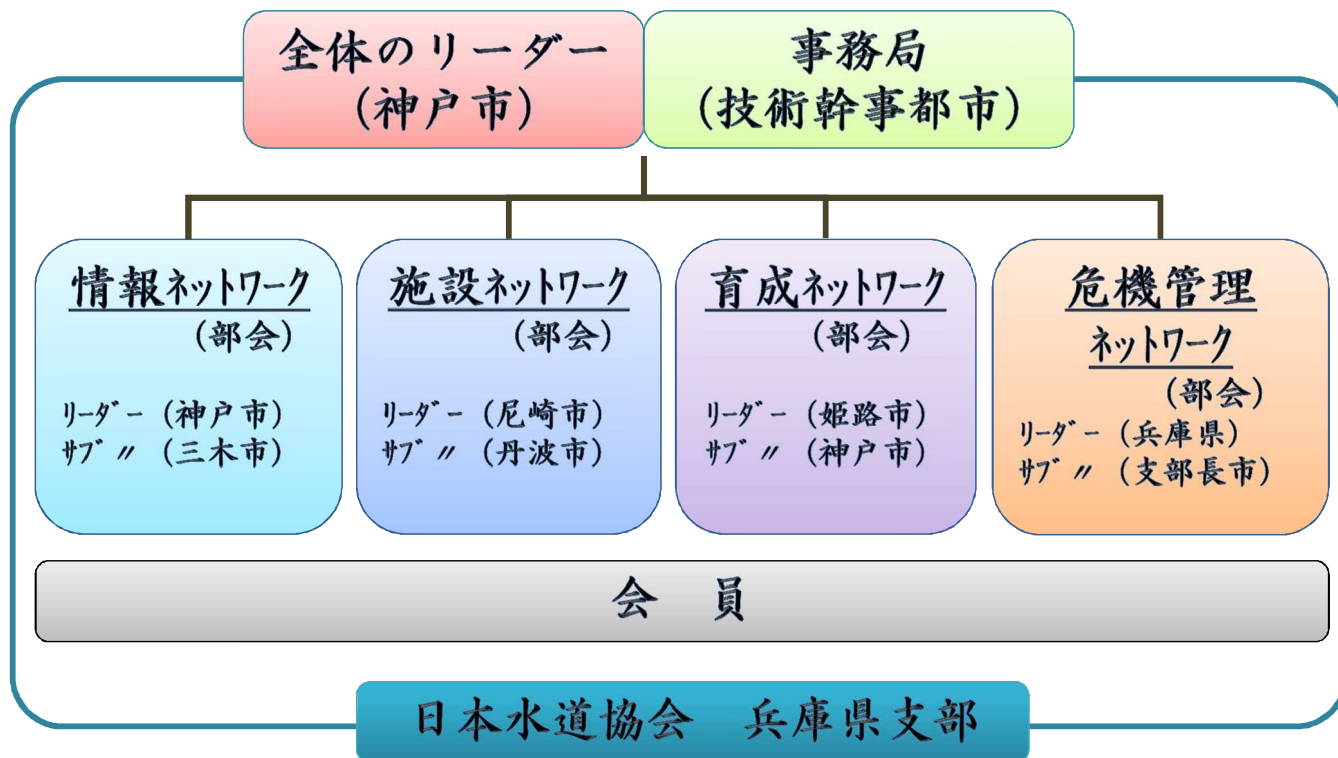 全体のリーダー
(神戸市)
事務局
(技術幹事都市)
情報ネットワーク
(部会)
リーダー (神戸市)
サブ 〃 (三木市)
施設ネットワーク
(部会)
リーダー (尼崎市)
サブ 〃 (丹波市)
育成ネットワーク
(部会)
リーダー (姫路市)
サブ 〃 (神戸市)
危機管理
ネットワーク
(部会)
リーダー (兵庫県)
サブ 〃 (支部長市)
会 員
日本水道協会 兵庫県支部